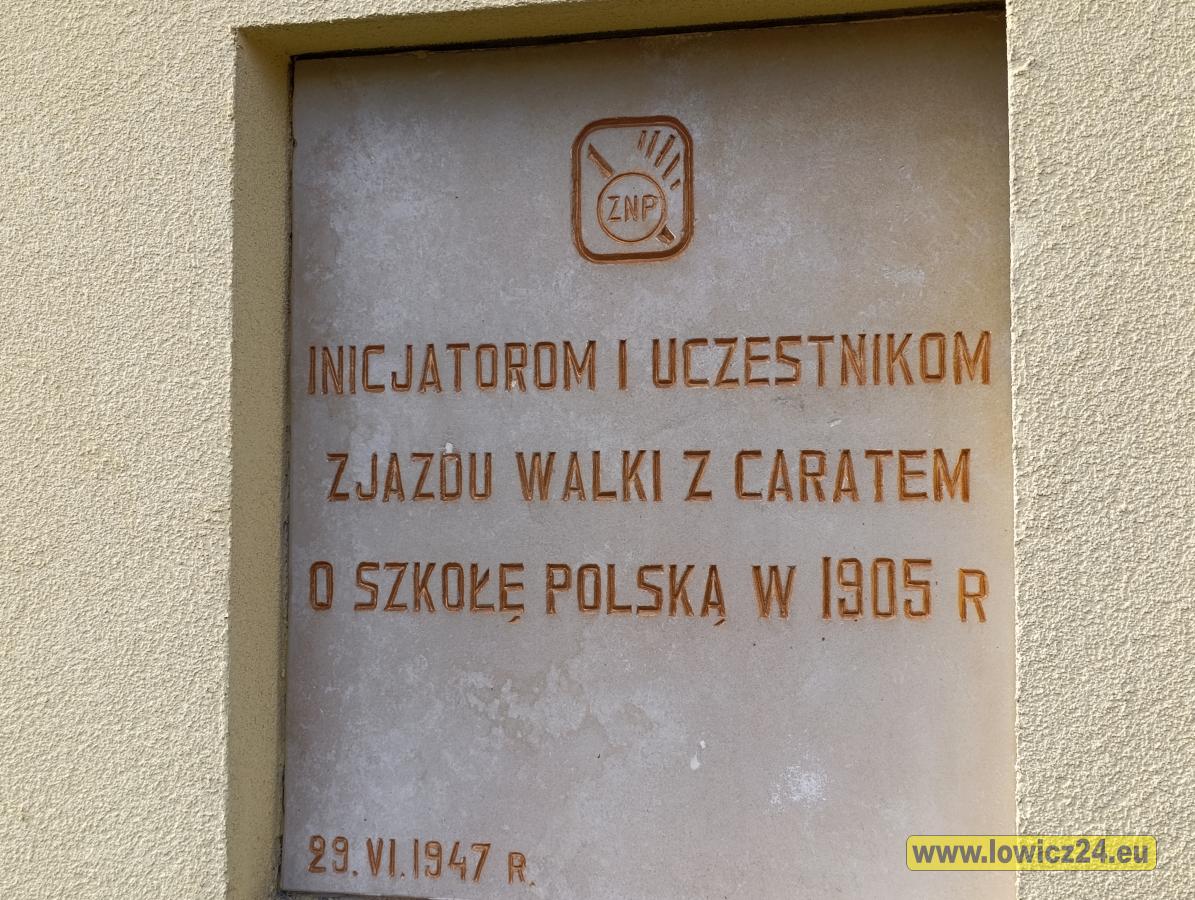 ZNP
INICJATOROM I UCZESTNIKOM
ZJAZDU WALKI Z CARATEM
O SZKOŁĘ POLSKĄ W 1905 R
29.VI.1947 R.
www.lowicz24.eu